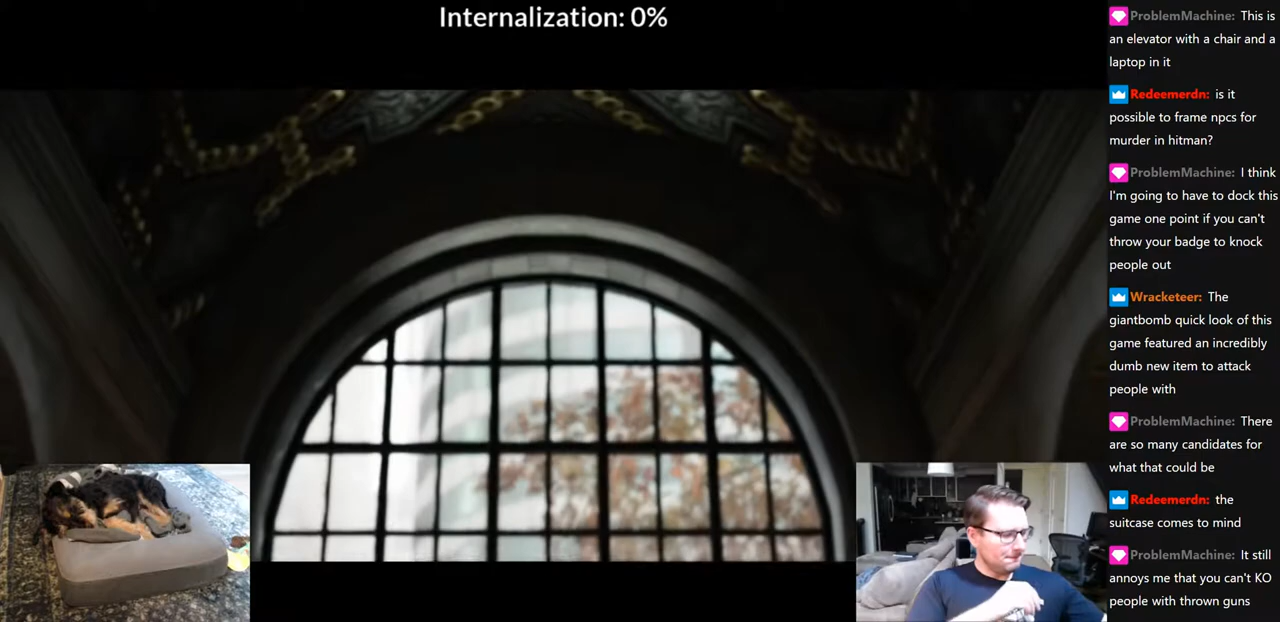 Internalization: 0%
ProblemMachine: This is
an elevator with a chair and a
laptop in it
Redeemerdn: is it
possible to frame npcs for
murder in hitman?
ProblemMachine: I think
I'm going to have to dock this
game one point if you can't
throw your badge to knock
people out
Wracketeer: The
giantbomb quick look of this
game featured an incredibly
dumb new item to attack
people with
ProblemMachine: There
are so many candidates for
what that could be
Redeemerdn: the
suitcase comes to mind
ProblemMachine: It still
annoys me that you can't KO
people with thrown guns